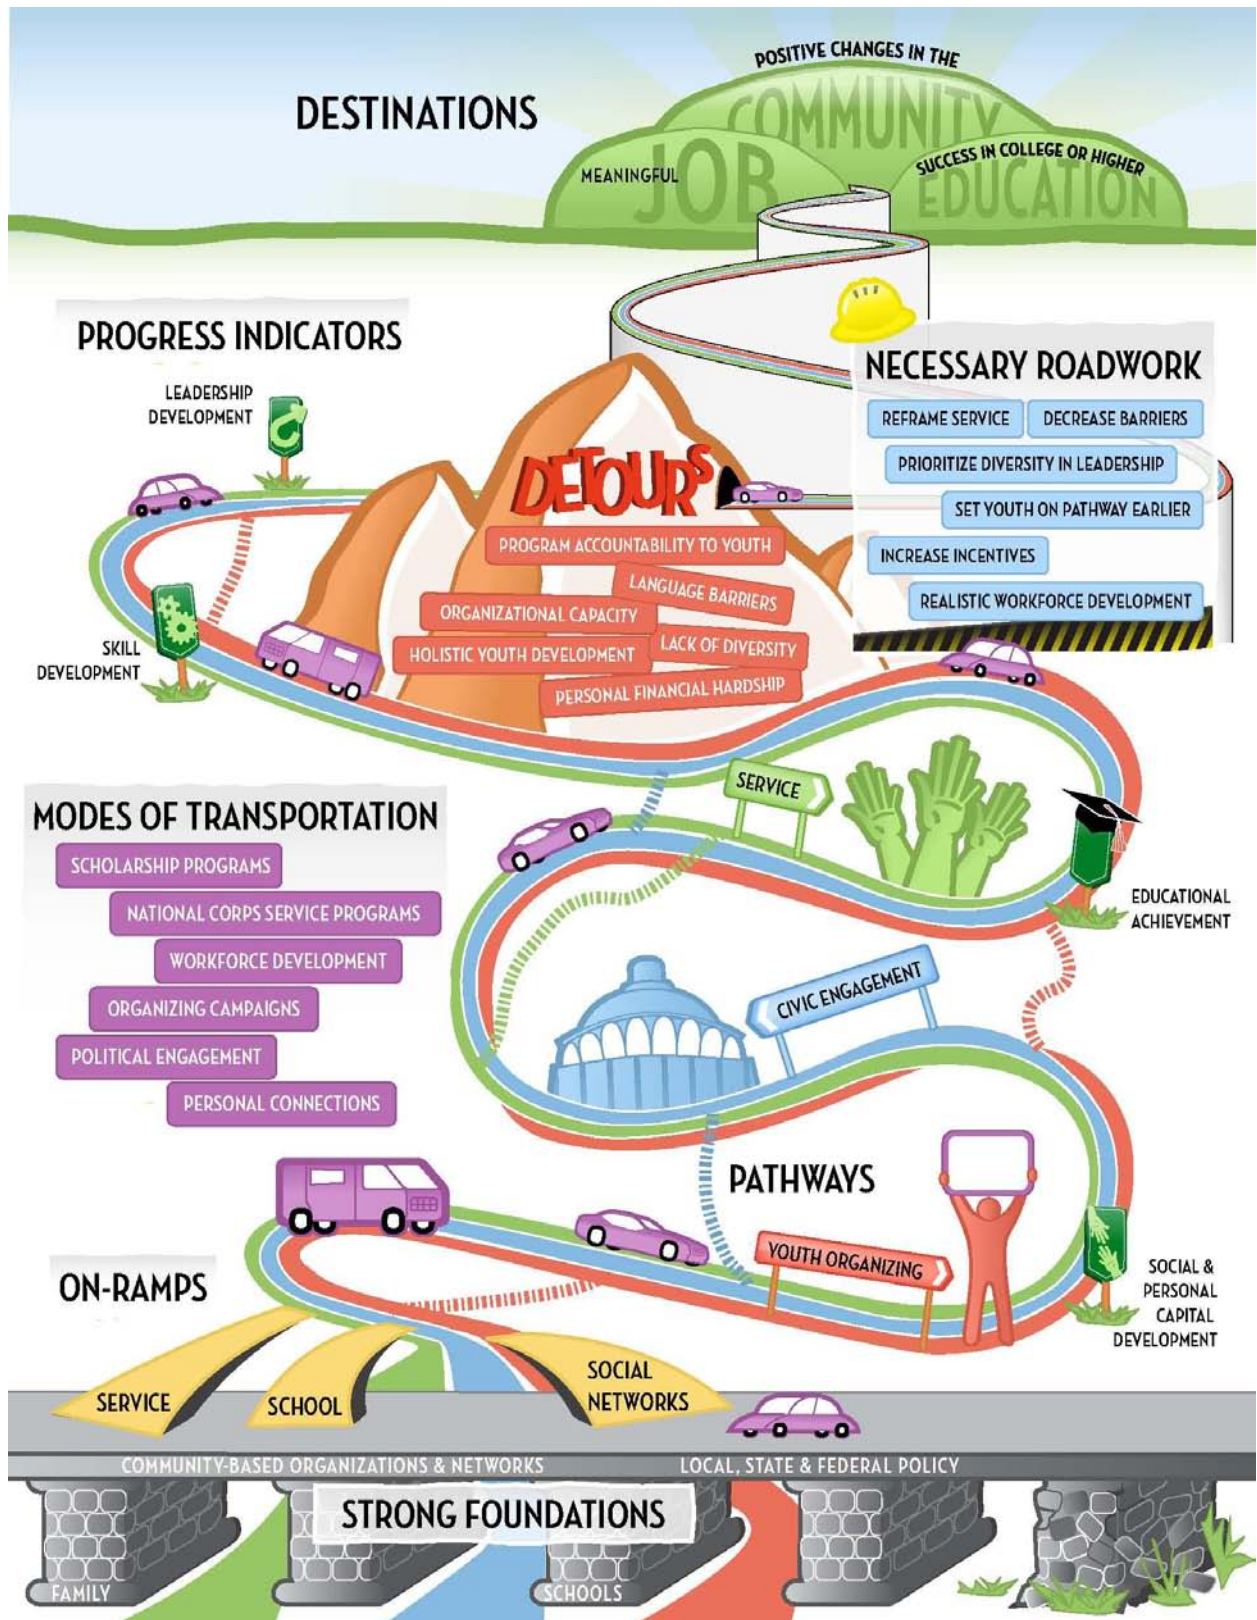 POSITIVE CHANGES IN THE
COMMUNITY
DESTINATIONS
MEANINGFUL
JOB
SUCCESS IN COLLEGE OR HIGHER
EDUCATION
PROGRESS INDICATORS
LEADERSHIP
DEVELOPMENT
SKILL
DEVELOPMENT
NECESSARY ROADWORK
REFRAME SERVICE
DECREASE BARRIERS
PRIORITIZE DIVERSITY IN LEADERSHIP
SET YOUTH ON PATHWAY EARLIER
INCREASE INCENTIVES
REALISTIC WORKFORCE DEVELOPMENT
DETOURS
PROGRAM ACCOUNTABILITY TO YOUTH
LANGUAGE BARRIERS
ORGANIZATIONAL CAPACITY
LACK OF DIVERSITY
HOLISTIC YOUTH DEVELOPMENT
PERSONAL FINANCIAL HARDSHIP
SERVICE
EDUCATIONAL
ACHIEVEMENT
MODES OF TRANSPORTATION
SCHOLARSHIP PROGRAMS
NATIONAL CORPS SERVICE PROGRAMS
WORKFORCE DEVELOPMENT
ORGANIZING CAMPAIGNS
POLITICAL ENGAGEMENT
PERSONAL CONNECTIONS
CIVIC ENGAGEMENT
PATHWAYS
YOUTH ORGANIZING
SOCIAL &
PERSONAL
CAPITAL
DEVELOPMENT
ON-RAMPS
SERVICE
SCHOOL
SOCIAL
NETWORKS
COMMUNITY-BASED ORGANIZATIONS & NETWORKS
LOCAL, STATE & FEDERAL POLICY
STRONG FOUNDATIONS
FAMILY
SCHOOLS